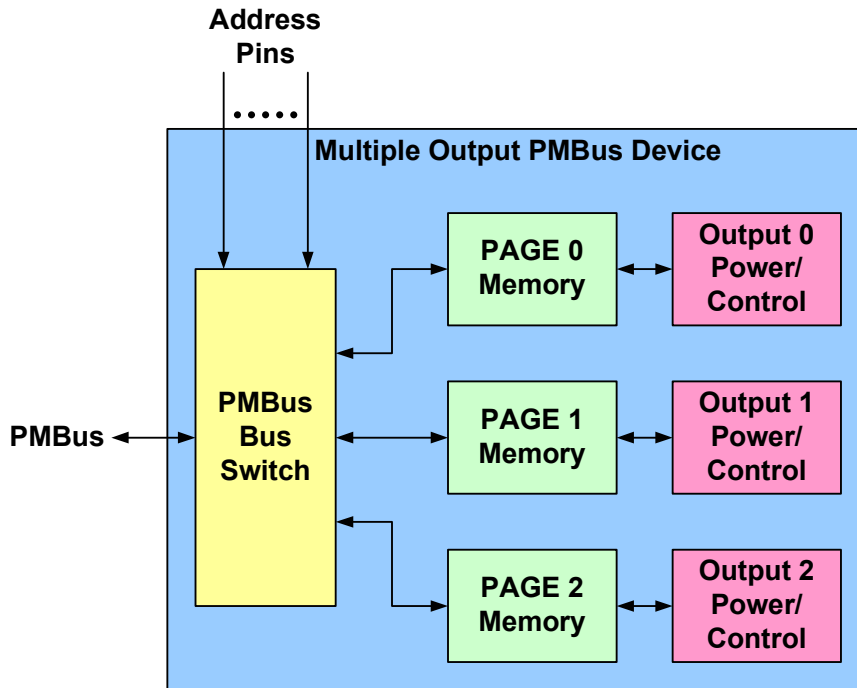 Address
Pins
Multiple Output PMBus Device
PAGE 0
Memory
Output 0
Power/
Control
PMBus
PMBus
Bus
Switch
PAGE 1
Memory
Output 1
Power/
Control
PAGE 2
Memory
Output 2
Power/
Control